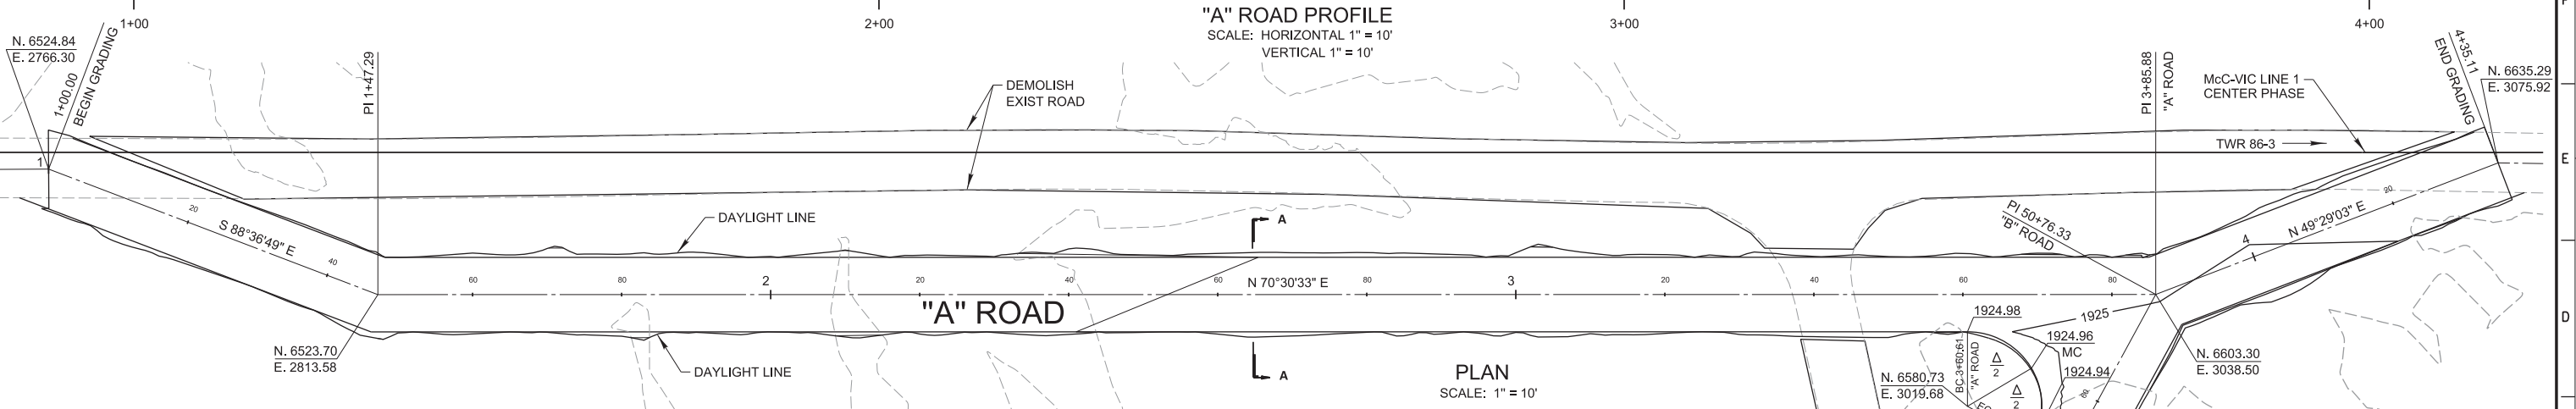 1+00
2+00
3+00
4+00
"A" ROAD PROFILE
SCALE: HORIZONTAL 1" = 10'
VERTICAL 1" = 10'
N. 6524.84
E. 2766.30
1+00.00
BEGIN GRADING
PI 1+47.29
DEMOLISH
EXIST ROAD
McC-VIC LINE 1
CENTER PHASE
PI 3+85.88
"A" ROAD
4+35.11
END GRADING
N. 6635.29
E. 3075.92
TWR 86-3
E
1
20
S 88°36'49" E
40
DAYLIGHT LINE
A
PI 50+76.33
"B" ROAD
4
N 49°29'03" E
20
60
80
2
20
40
60
N 70°30'33" E
80
3
20
40
60
80
"A" ROAD
D
N. 6523.70
E. 2813.58
DAYLIGHT LINE
A
PLAN
SCALE: 1" = 10'
1924.98
1925
1924.96
MC
1924.94
BC 3+60.61
"A" ROAD
Δ
2
Δ
2
N. 6580.73
E. 3019.68
N. 6603.30
E. 3038.50
80